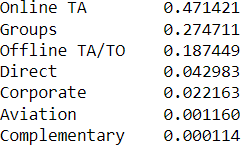 Online TA 0.471421
Groups 0.274711
Offline TA/TO 0.187449
Direct 0.042983
Corporate 0.022163
Aviation 0.001160
Complementary 0.000114